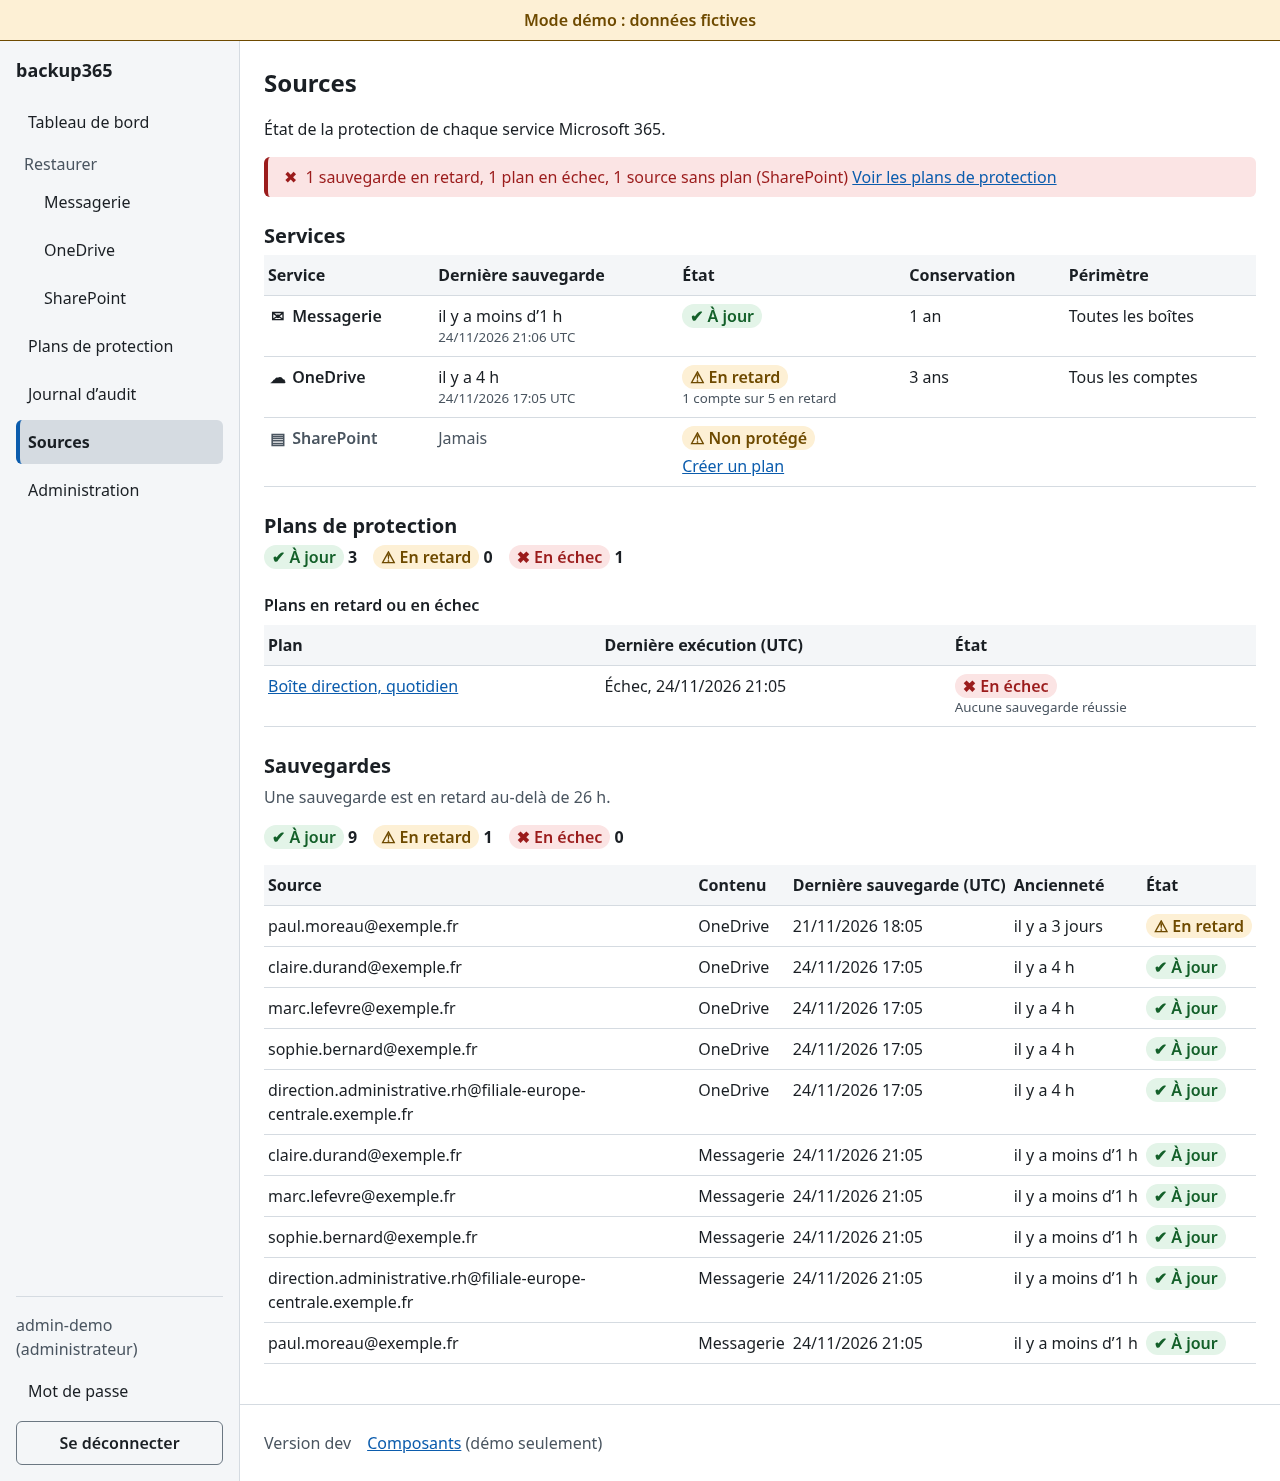 Mode démo : données fictives
backup365
Tableau de bord
Restaurer
Messagerie
OneDrive
SharePoint
Plans de protection
Journal d’audit
Sources
Administration
admin-demo
(administrateur)
Mot de passe
Se déconnecter
Sources
État de la protection de chaque service Microsoft 365.
✖ 1 sauvegarde en retard, 1 plan en échec, 1 source sans plan (SharePoint) Voir les plans de protection
Services
Service Dernière sauvegarde État Conservation Périmètre
✉ Messagerie il y a moins d’1 h ✔ À jour 1 an Toutes les boîtes
24/11/2026 21:06 UTC
☁ OneDrive il y a 4 h ⚠ En retard 3 ans Tous les comptes
24/11/2026 17:05 UTC 1 compte sur 5 en retard
▤ SharePoint Jamais ⚠ Non protégé
Créer un plan
Plans de protection
✔ À jour 3 ⚠ En retard 0 ✖ En échec 1
Plans en retard ou en échec
Plan Dernière exécution (UTC) État
Boîte direction, quotidien Échec, 24/11/2026 21:05 ✖ En échec
Aucune sauvegarde réussie
Sauvegardes
Une sauvegarde est en retard au-delà de 26 h.
✔ À jour 9 ⚠ En retard 1 ✖ En échec 0
Source Contenu Dernière sauvegarde (UTC) Ancienneté État
paul.moreau@exemple.fr OneDrive 21/11/2026 18:05 il y a 3 jours ⚠ En retard
claire.durand@exemple.fr OneDrive 24/11/2026 17:05 il y a 4 h ✔ À jour
marc.lefevre@exemple.fr OneDrive 24/11/2026 17:05 il y a 4 h ✔ À jour
sophie.bernard@exemple.fr OneDrive 24/11/2026 17:05 il y a 4 h ✔ À jour
direction.administrative.rh@filiale-europe- OneDrive 24/11/2026 17:05 il y a 4 h ✔ À jour
centrale.exemple.fr
claire.durand@exemple.fr Messagerie 24/11/2026 21:05 il y a moins d’1 h ✔ À jour
marc.lefevre@exemple.fr Messagerie 24/11/2026 21:05 il y a moins d’1 h ✔ À jour
sophie.bernard@exemple.fr Messagerie 24/11/2026 21:05 il y a moins d’1 h ✔ À jour
direction.administrative.rh@filiale-europe- Messagerie 24/11/2026 21:05 il y a moins d’1 h ✔ À jour
centrale.exemple.fr
paul.moreau@exemple.fr Messagerie 24/11/2026 21:05 il y a moins d’1 h ✔ À jour
Version dev Composants (démo seulement)